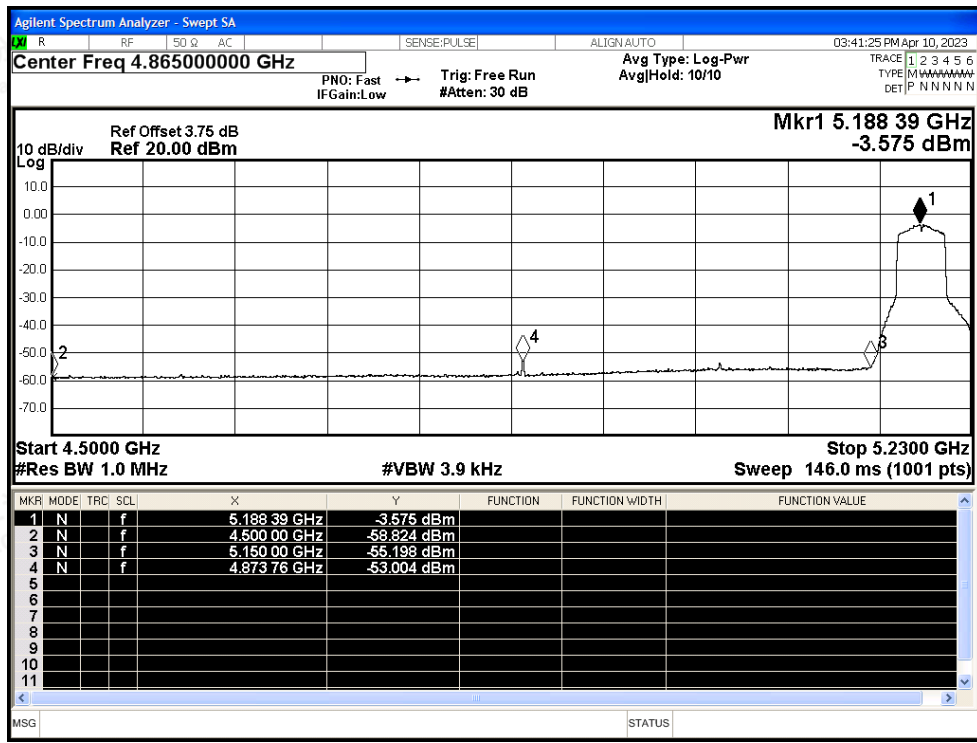 Agilent Spectrum Analyzer - Swept SA
LXI R RF 50 Ω AC SENSE:PULSE ALIGN AUTO 03:41:25 PM Apr 10, 2023
Center Freq 4.865000000 GHz
PNO: Fast
IFGain:Low
Trig: Free Run
#Atten: 30 dB
Avg Type: Log-Pwr
Avg|Hold: 10/10
TRACE 1 2 3 4 5 6
TYPE M WWWWW
DET P N N N N N
Mkr1 5.188 39 GHz
-3.575 dBm
Ref Offset 3.75 dB
10 dB/div Ref 20.00 dBm
Log
10.0
0.00
-10.0
-20.0
-30.0
-40.0
-50.0
-60.0
-70.0
1
2
4
3
Start 4.5000 GHz Stop 5.2300 GHz
#Res BW 1.0 MHz #VBW 3.9 kHz Sweep 146.0 ms (1001 pts)
MKR MODE TRC SCL X Y FUNCTION FUNCTION WIDTH FUNCTION VALUE
1 N f 5.188 39 GHz -3.575 dBm
2 N f 4.500 00 GHz -58.824 dBm
3 N f 5.150 00 GHz -55.198 dBm
4 N f 4.873 76 GHz -53.004 dBm
5
6
7
8
9
10
11
MSG STATUS